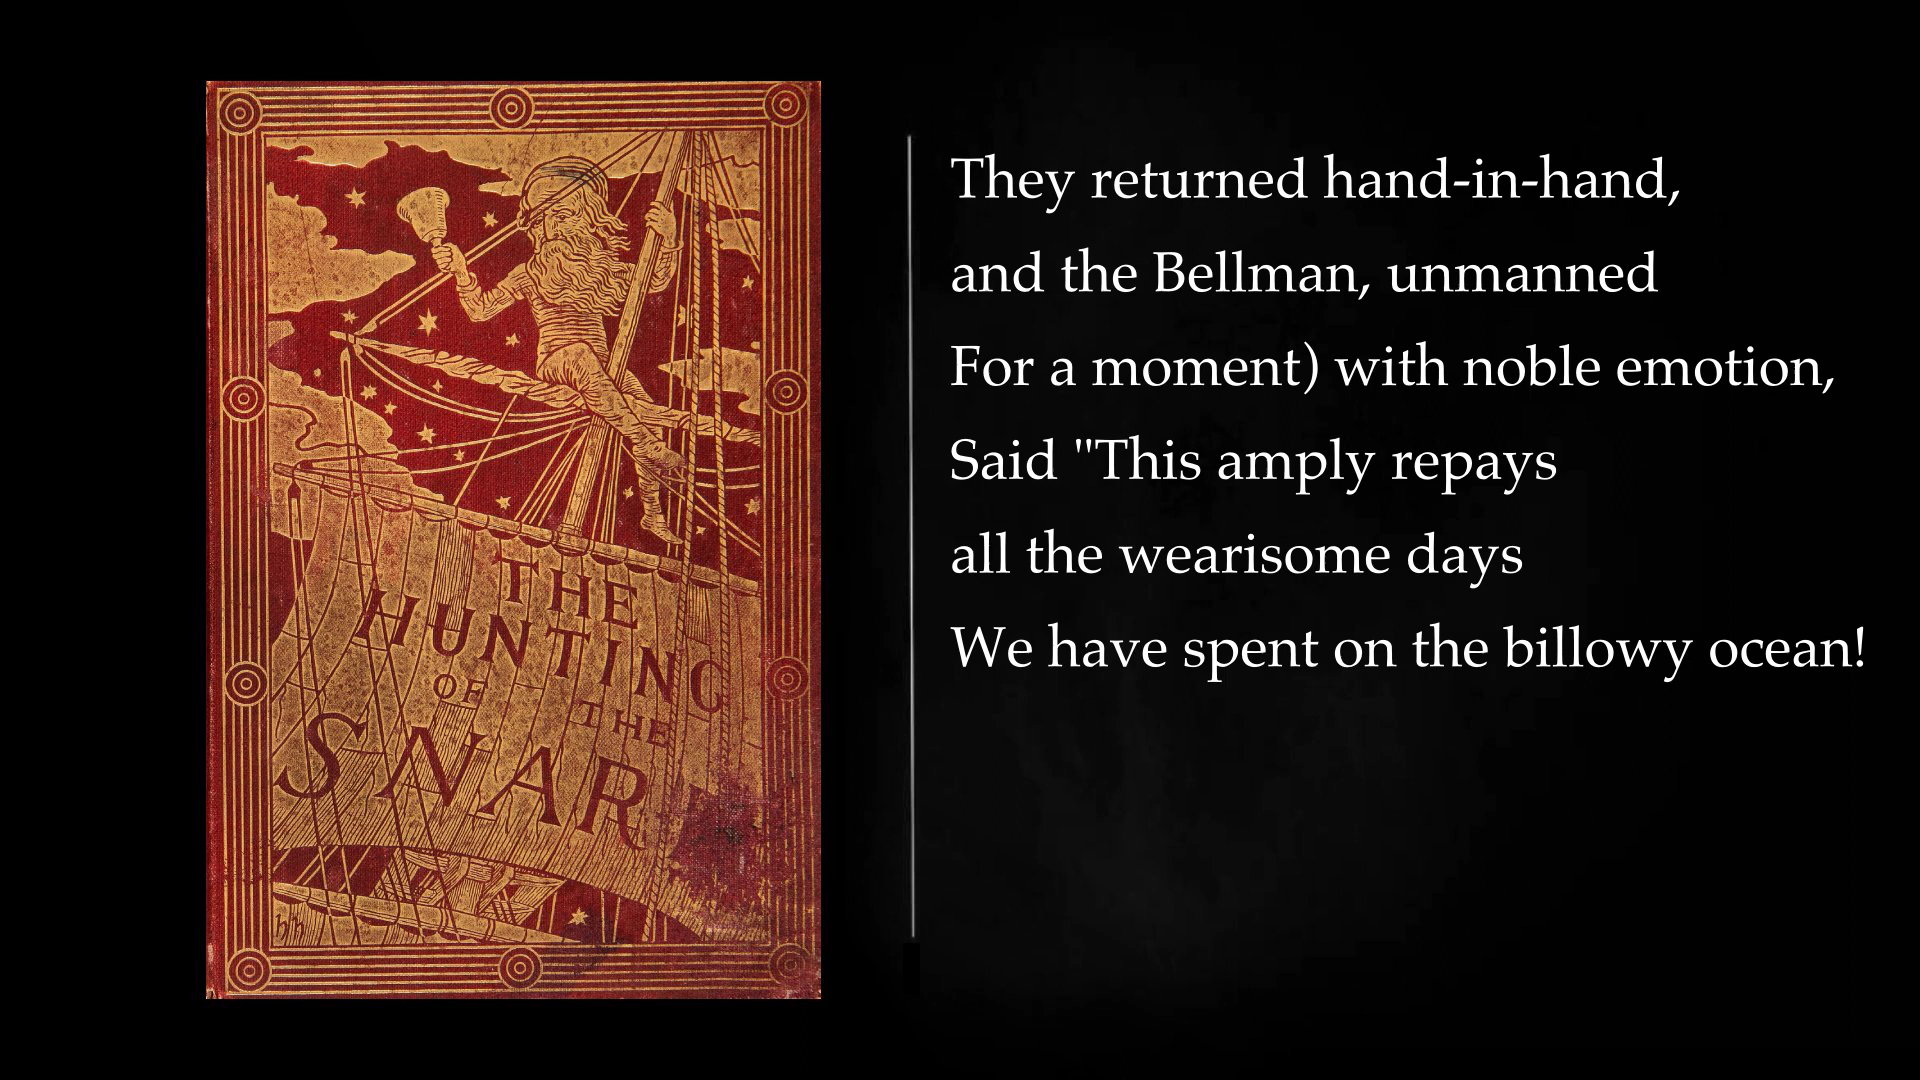 THE
HUNTING
OF THE
SNARK
They returned hand-in-hand,
and the Bellman, unmanned
For a moment) with noble emotion,
Said "This amply repays
all the wearisome days
We have spent on the billowy ocean!